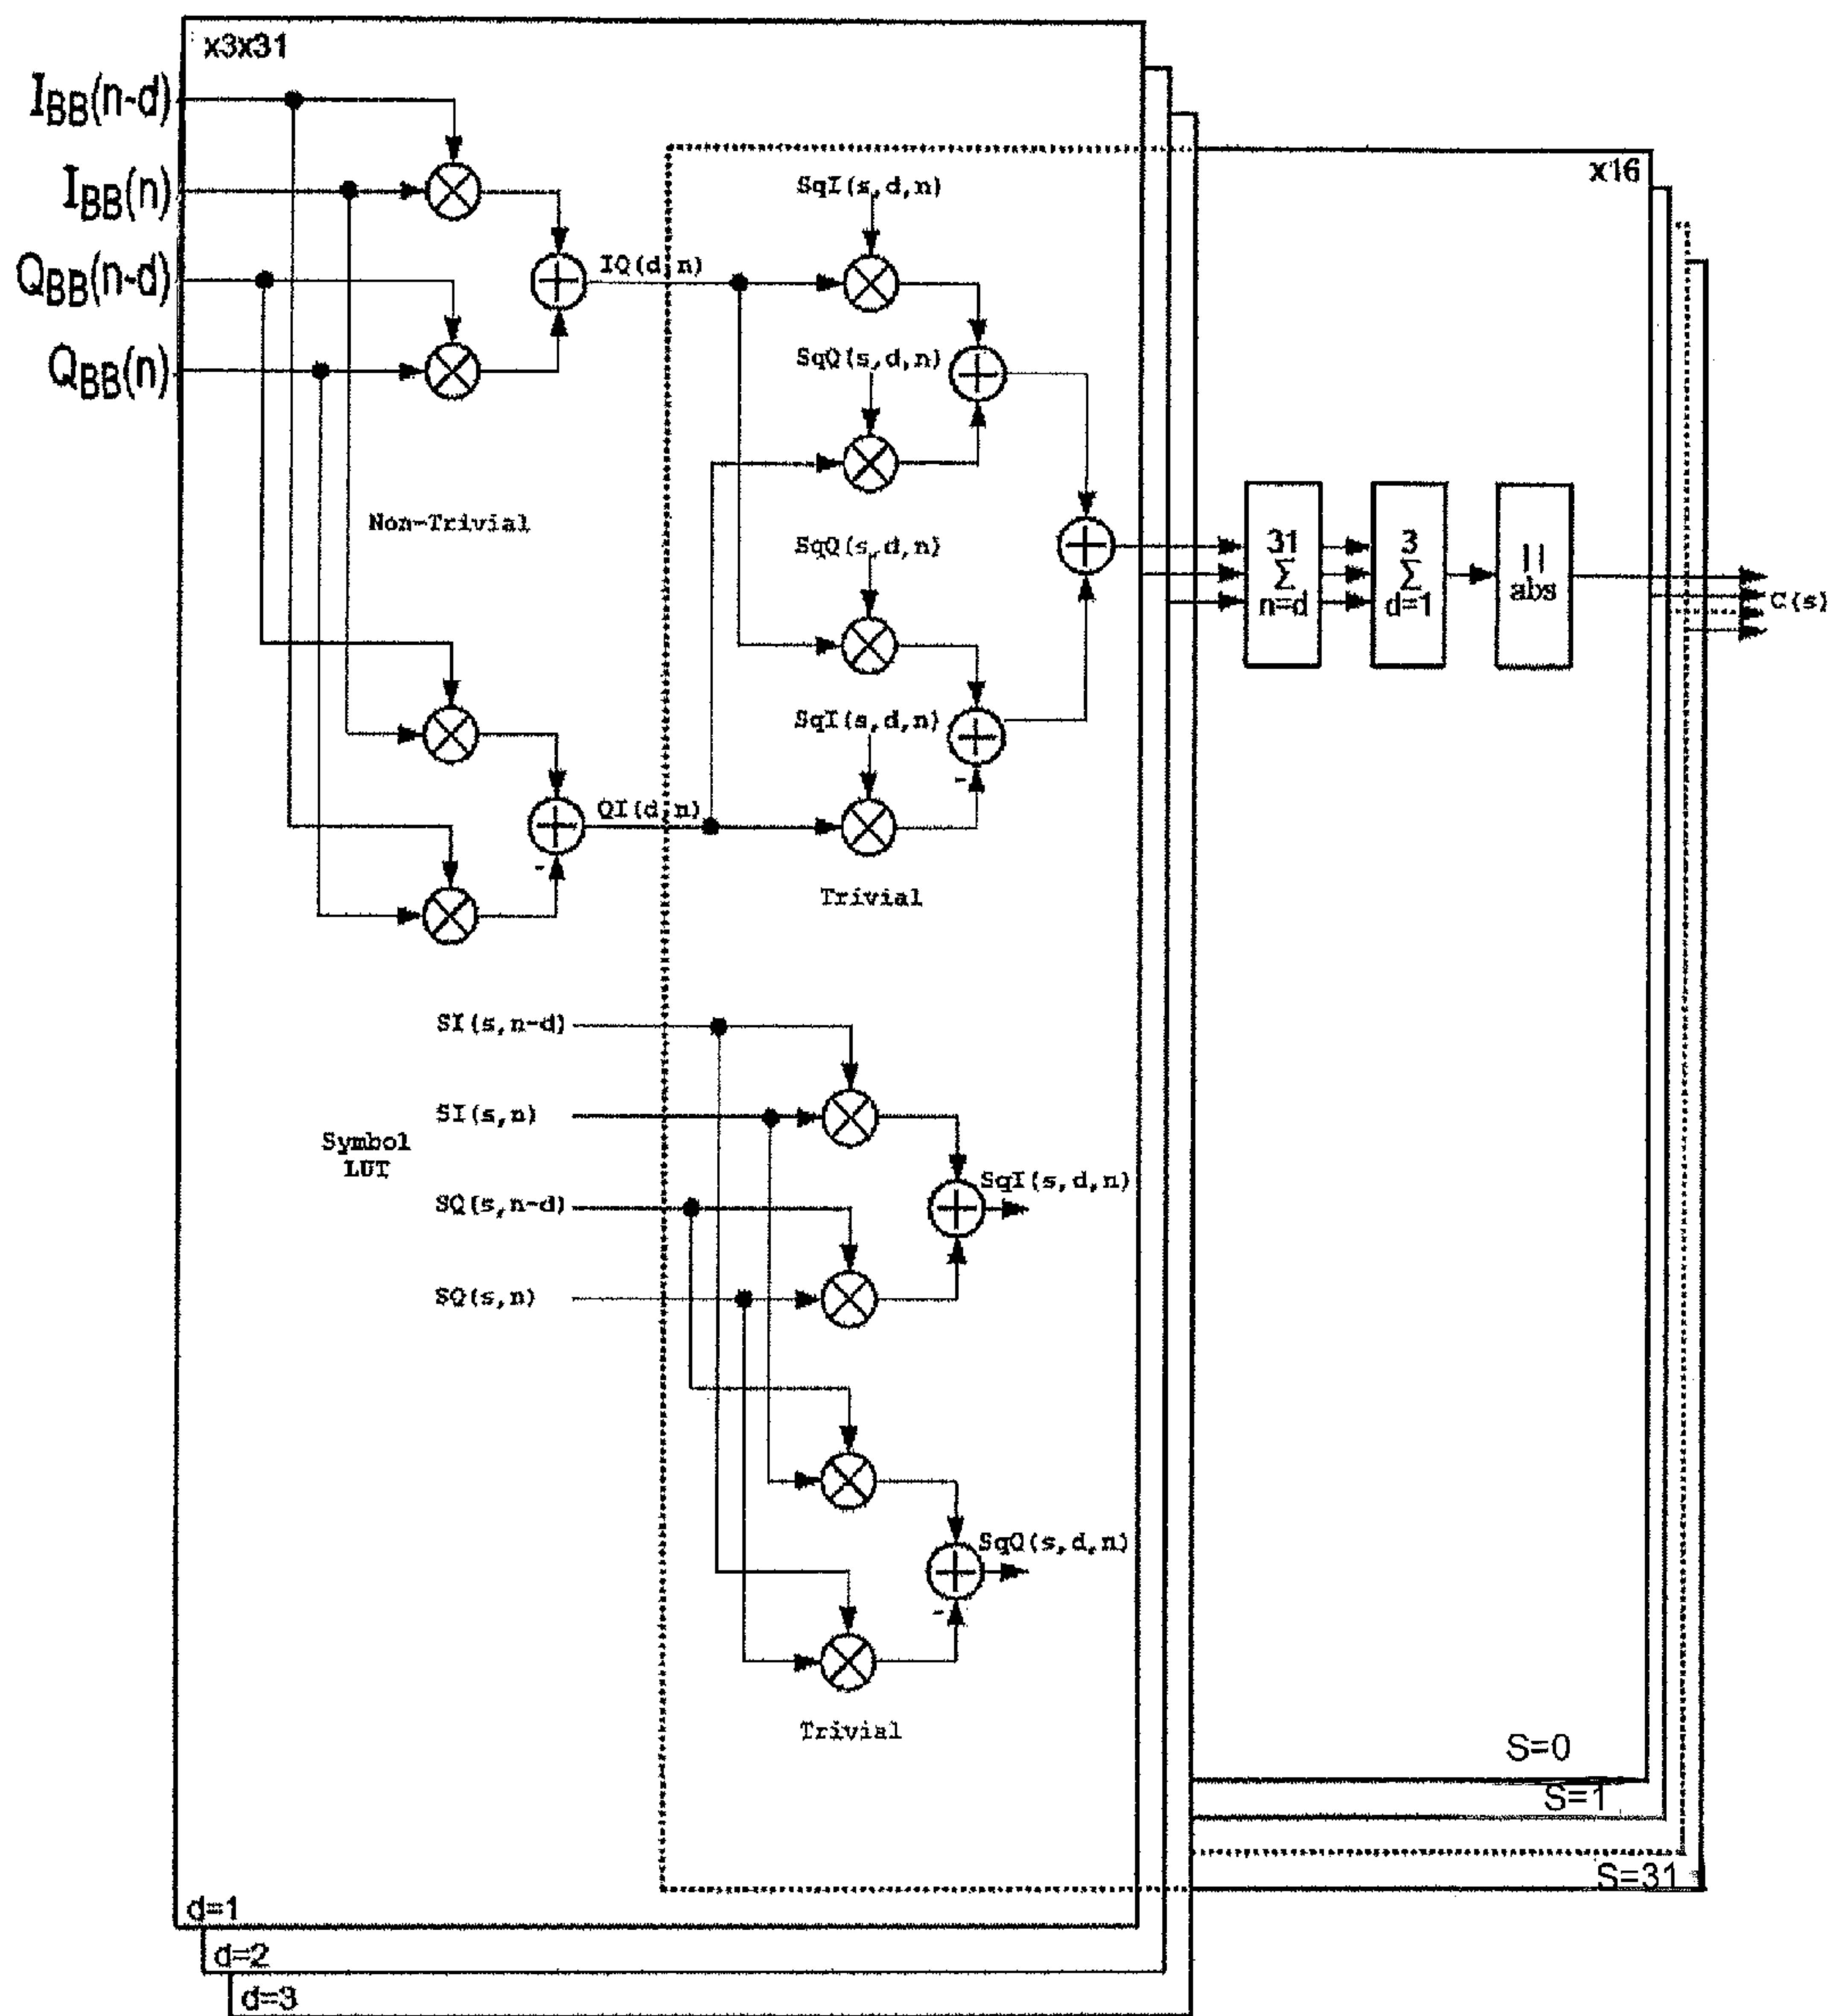 x3x31
I_BB(n-d)
I_BB(n)
Q_BB(n-d)
Q_BB(n)
x16
SqI(s,d,n)
IQ(d,n)
SqQ(s,d,n)
Non-Trivial
SqQ(s,d,n)
31
Σ
n=d
3
Σ
d=1
||
abs
C(s)
SqI(s,d,n)
-
QI(d,n)
-
Trivial
SI(s,n-d)
SI(s,n)
Symbol
LUT
SQ(s,n-d)
SqI(s,d,n)
SQ(s,n)
SqQ(s,d,n)
-
Trivial
S=0
S=1
S=31
d=1
d=2
d=3